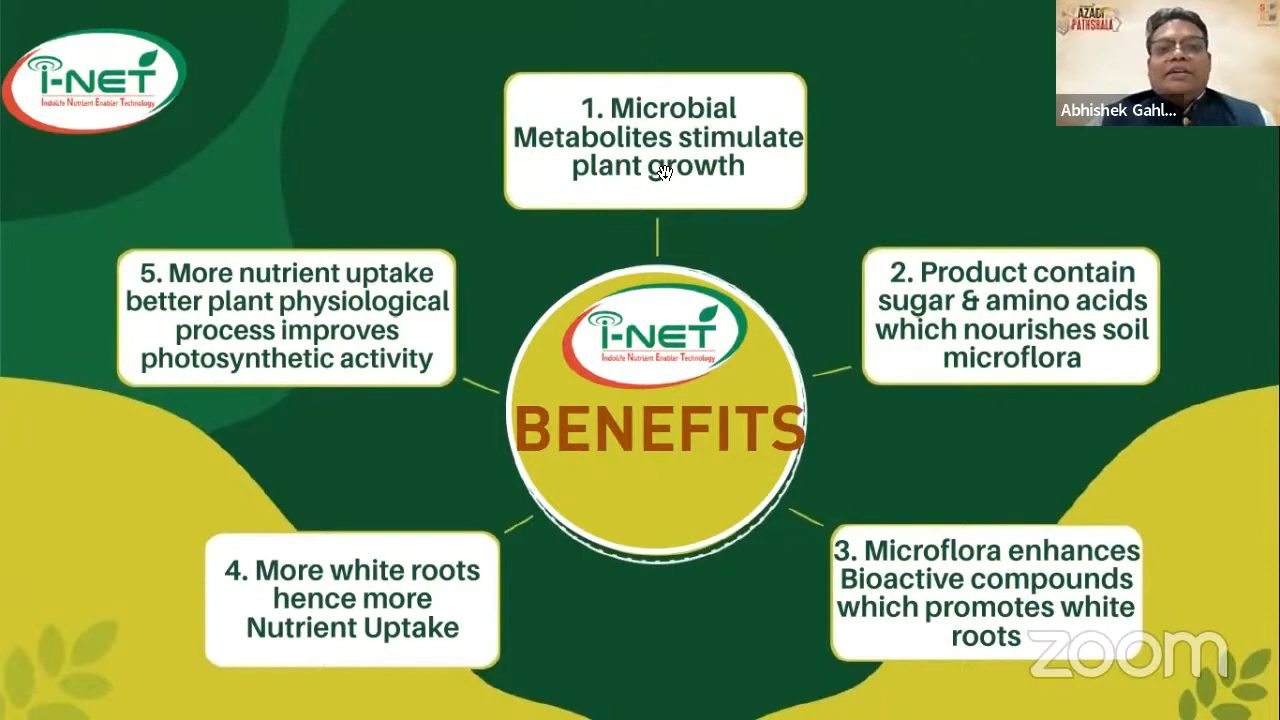 i-NET
Indolife Nutrient Enabler Technology
1. Microbial
Metabolites stimulate
plant growth
AZADI
PATHSHALA
Abhishek Gahl...
5. More nutrient uptake
better plant physiological
process improves
photosynthetic activity
2. Product contain
sugar & amino acids
which nourishes soil
microflora
i-NET
Indolife Nutrient Enabler Technology
BENEFITS
4. More white roots
hence more
Nutrient Uptake
3. Microflora enhances
Bioactive compounds
which promotes white
roots
zoom